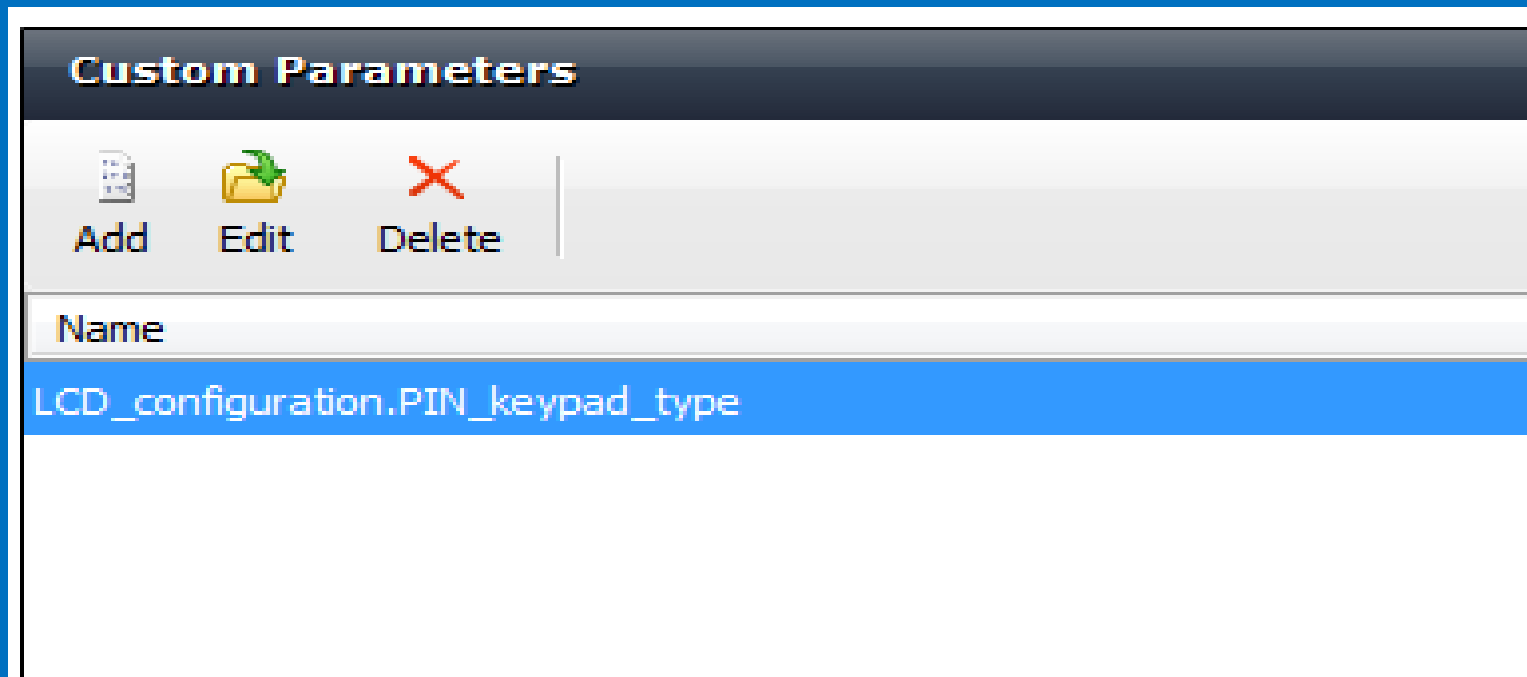 Custom Parameters
Add Edit Delete
Name
LCD_configuration.PIN_keypad_type